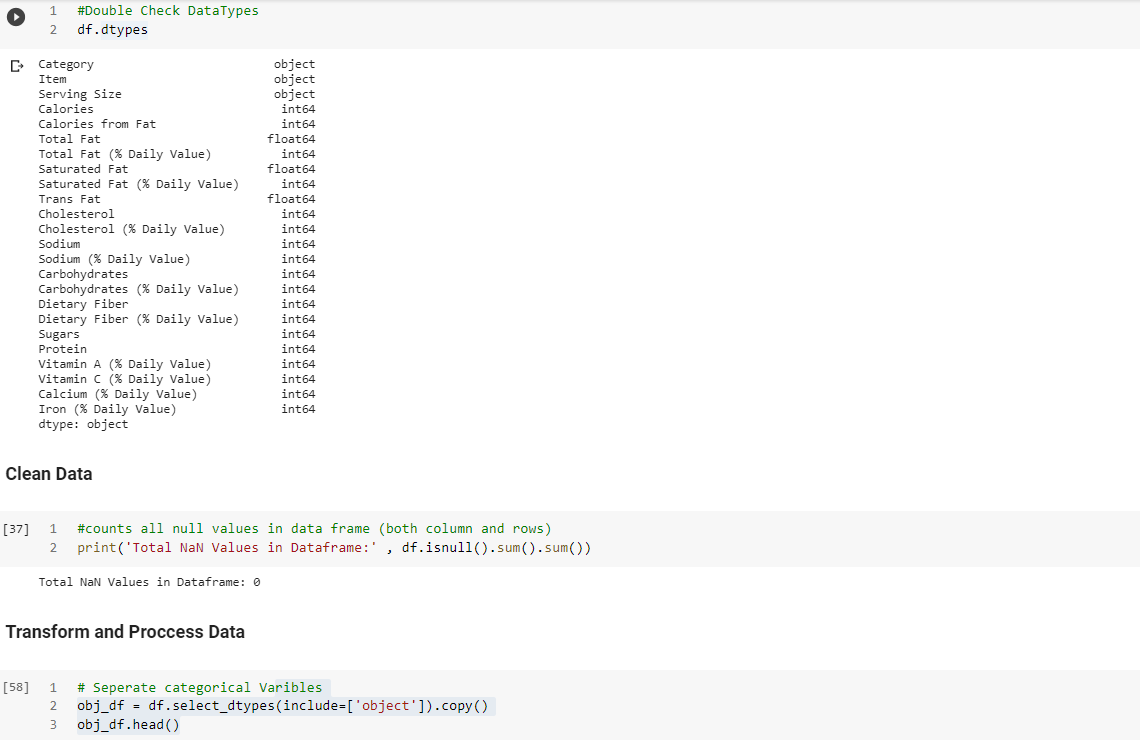 1 #Double Check DataTypes
2 df.dtypes
Category object
Item object
Serving Size object
Calories int64
Calories from Fat int64
Total Fat float64
Total Fat (% Daily Value) int64
Saturated Fat float64
Saturated Fat (% Daily Value) int64
Trans Fat float64
Cholesterol int64
Cholesterol (% Daily Value) int64
Sodium int64
Sodium (% Daily Value) int64
Carbohydrates int64
Carbohydrates (% Daily Value) int64
Dietary Fiber int64
Dietary Fiber (% Daily Value) int64
Sugars int64
Protein int64
Vitamin A (% Daily Value) int64
Vitamin C (% Daily Value) int64
Calcium (% Daily Value) int64
Iron (% Daily Value) int64
dtype: object
Clean Data
[37] 1 #counts all null values in data frame (both column and rows)
2 print('Total NaN Values in Dataframe:' , df.isnull().sum().sum())
Total NaN Values in Dataframe: 0
Transform and Proccess Data
[58] 1 # Seperate categorical Varibles
2 obj_df = df.select_dtypes(include=['object']).copy()
3 obj_df.head()